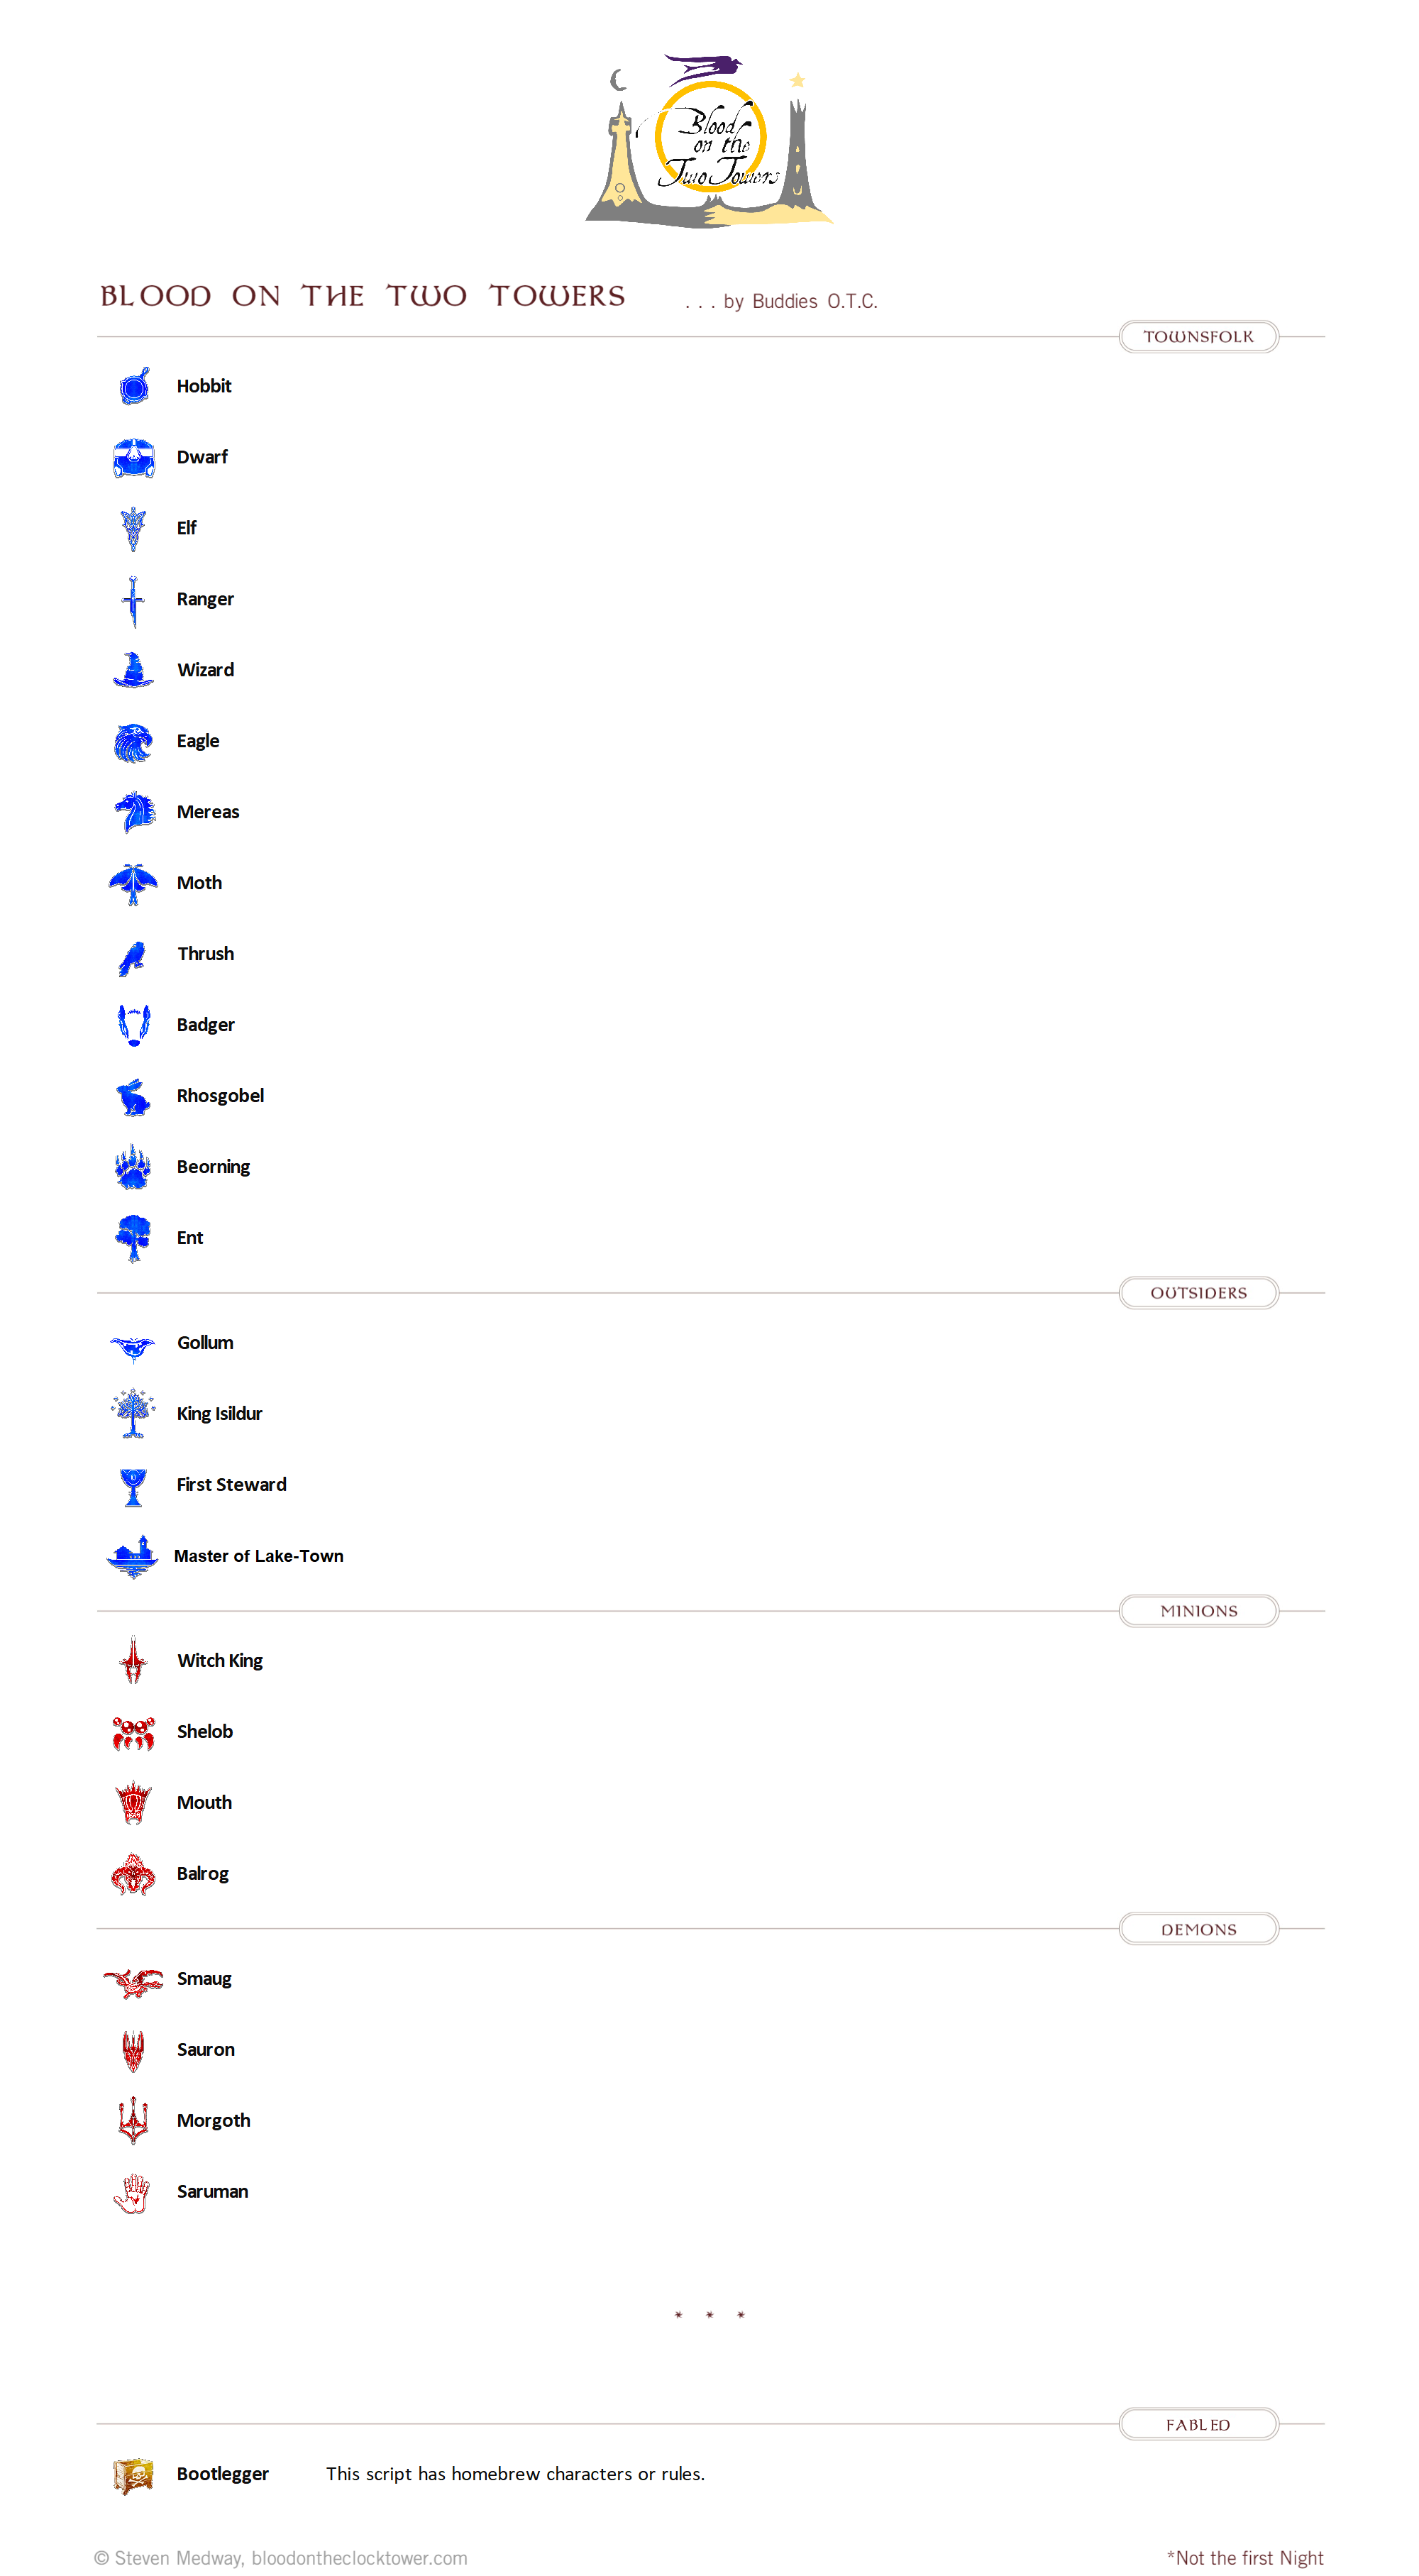 Blood
on the
Two Towers
BLOOD ON THE TWO TOWERS . . . by Buddies O.T.C.
TOWNSFOLK
Hobbit
Dwarf
Elf
Ranger
Wizard
Eagle
Mereas
Moth
Thrush
Badger
Rhosgobel
Beorning
Ent
OUTSIDERS
Gollum
King Isildur
First Steward
Master of Lake-Town
MINIONS
Witch King
Shelob
Mouth
Balrog
DEMONS
Smaug
Sauron
Morgoth
Saruman
* * *
FABLED
Bootlegger This script has homebrew characters or rules.
© Steven Medway, bloodontheclocktower.com *Not the first Night